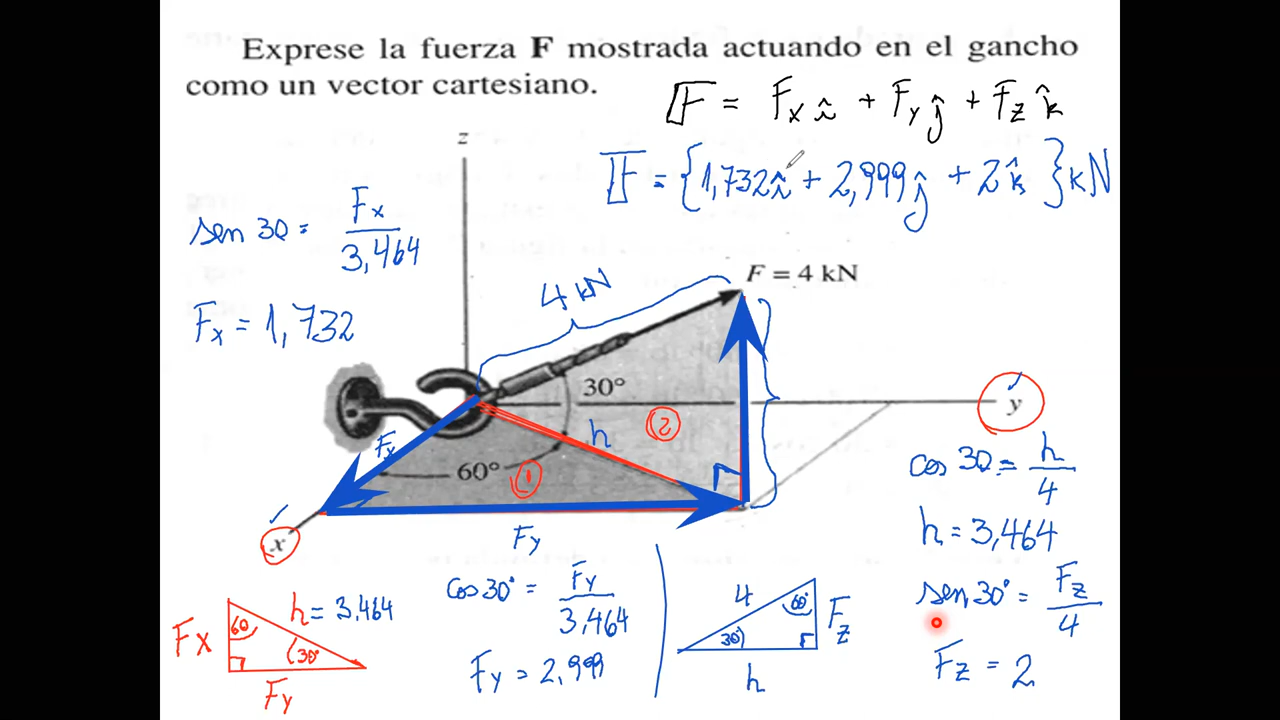 Exprese la fuerza F mostrada actuando en el gancho
como un vector cartesiano.
F = Fx î + Fy ĵ + Fz k̂
F = {1,732 î + 2,999 ĵ + 2 k̂} kN
z
sen 30 = Fx/3,464
Fx = 1,732
4 kN
F = 4 kN
30°
2
h
y
Fx
60°
1
x
Fy
cos 30 = h/4
h = 3,464
sen 30° = Fz/4
Fz = 2
Fx
60
h = 3,464
30°
Fy
cos 30° = Fy/3,464
Fy = 2,999
4
60°
Fz
30°
h